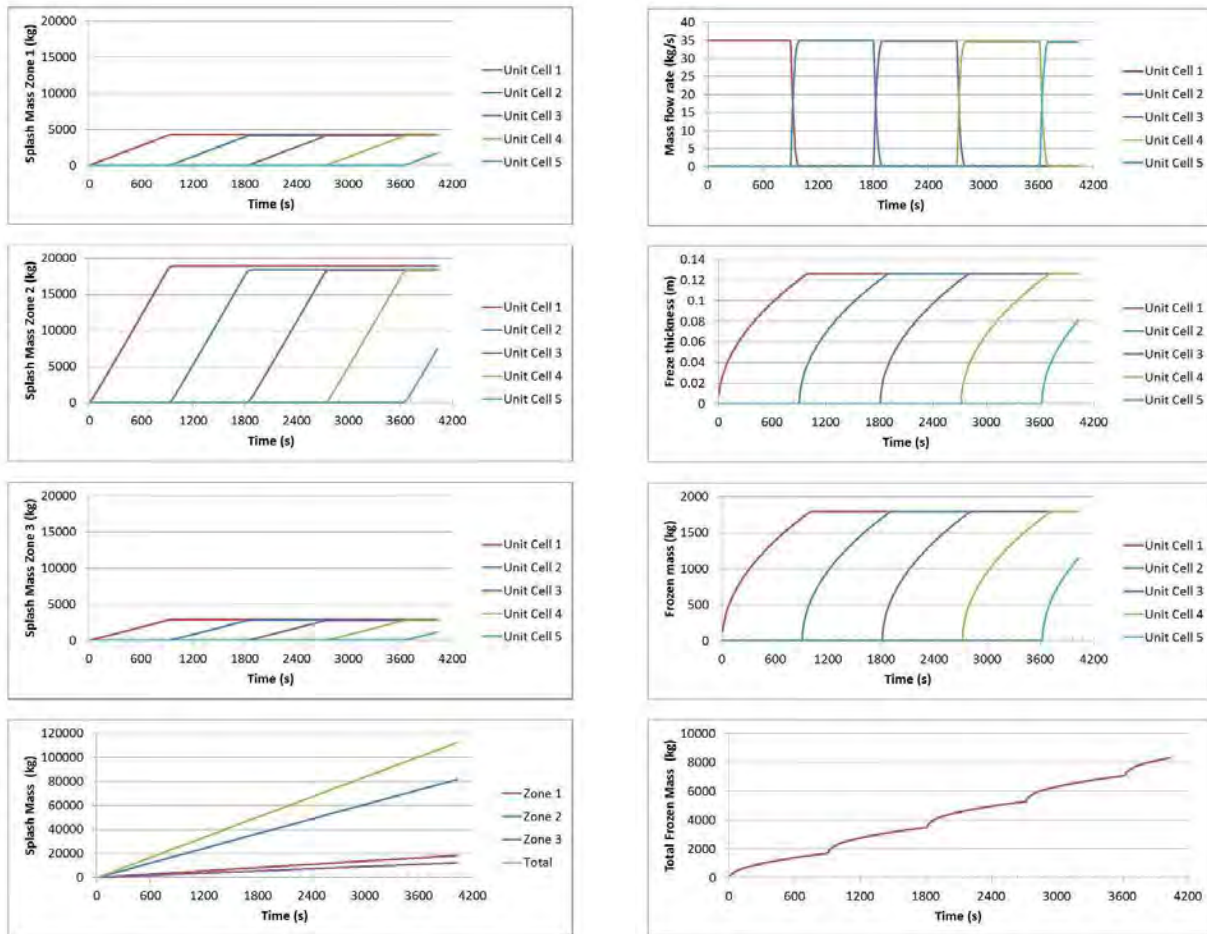 Splash Mass Zone 1 (kg)
20000
15000
10000
5000
0
0 600 1200 1800 2400 3000 3600 4200
Time (s)
Unit Cell 1
Unit Cell 2
Unit Cell 3
Unit Cell 4
Unit Cell 5
Mass flow rate (kg/s)
40
35
30
25
20
15
10
5
0
0 600 1200 1800 2400 3000 3600 4200
Time (s)
Unit Cell 1
Unit Cell 2
Unit Cell 3
Unit Cell 4
Unit Cell 5
Splash Mass Zone 2 (kg)
20000
15000
10000
5000
0
0 600 1200 1800 2400 3000 3600 4200
Time (s)
Unit Cell 1
Unit Cell 2
Unit Cell 3
Unit Cell 4
Unit Cell 5
Freze thickness (m)
0.14
0.12
0.1
0.08
0.06
0.04
0.02
0
0 600 1200 1800 2400 3000 3600 4200
Time (s)
Unit Cell 1
Unit Cell 2
Unit Cell 3
Unit Cell 4
Unit Cell 5
Splash Mass Zone 3 (kg)
20000
15000
10000
5000
0
0 600 1200 1800 2400 3000 3600 4200
Time (s)
Unit Cell 1
Unit Cell 2
Unit Cell 3
Unit Cell 4
Unit Cell 5
Frozen mass (kg)
2000
1500
1000
500
0
0 600 1200 1800 2400 3000 3600 4200
Time (s)
Unit Cell 1
Unit Cell 2
Unit Cell 3
Unit Cell 4
Unit Cell 5
Splash Mass (kg)
120000
100000
80000
60000
40000
20000
0
0 600 1200 1800 2400 3000 3600 4200
Time (s)
Zone 1
Zone 2
Zone 3
Total
Total Frozen Mass (kg)
10000
8000
6000
4000
2000
0
0 600 1200 1800 2400 3000 3600 4200
Time (s)